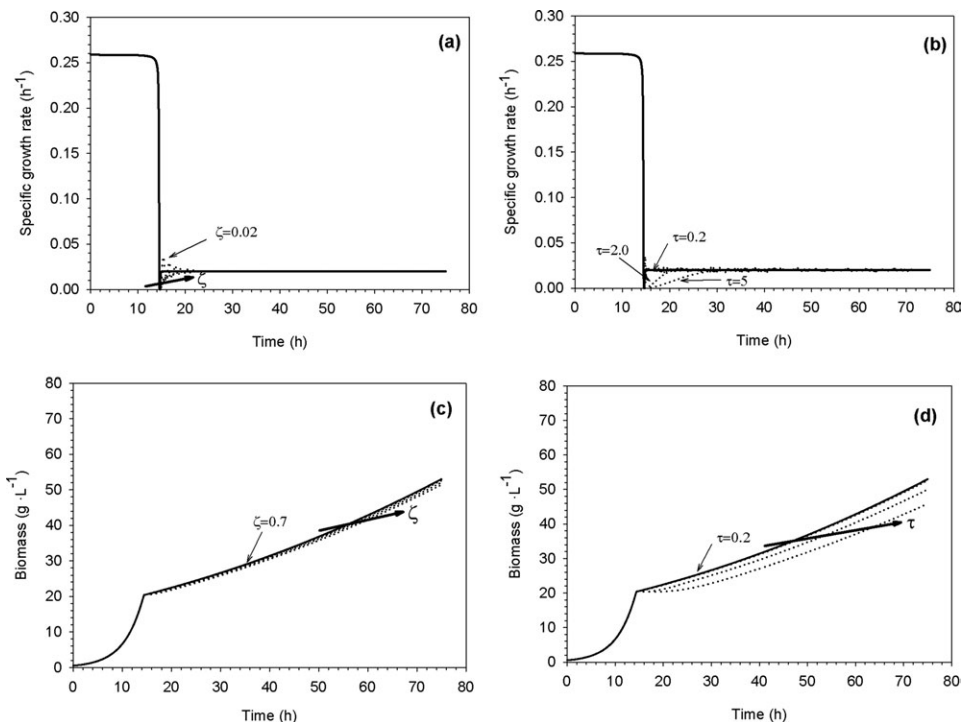 0.30
0.25
0.20
0.15
0.10
0.05
0.00
Specific growth rate (h-1)
(a)
ζ=0.02
ζ
0 10 20 30 40 50 60 70 80
Time (h)
0.30
0.25
0.20
0.15
0.10
0.05
0.00
Specific growth rate (h-1)
(b)
τ=2.0
τ=0.2
τ=5
0 10 20 30 40 50 60 70 80
Time (h)
80
70
60
50
40
30
20
10
0
Biomass (g · L-1)
(c)
ζ=0.7
ζ
0 10 20 30 40 50 60 70 80
Time (h)
80
70
60
50
40
30
20
10
0
Biomass (g · L-1)
(d)
τ=0.2
τ
0 10 20 30 40 50 60 70 80
Time (h)